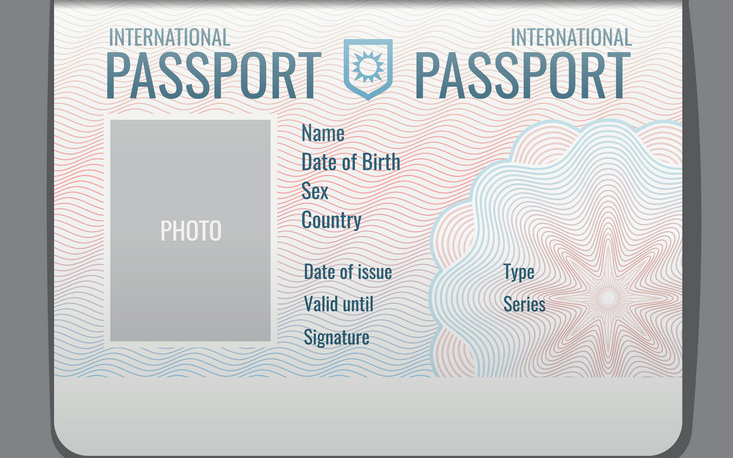 INTERNATIONAL
PASSPORT
INTERNATIONAL
PASSPORT
PHOTO
Name
Date of Birth
Sex
Country
Date of issue
Valid until
Signature
Type
Series